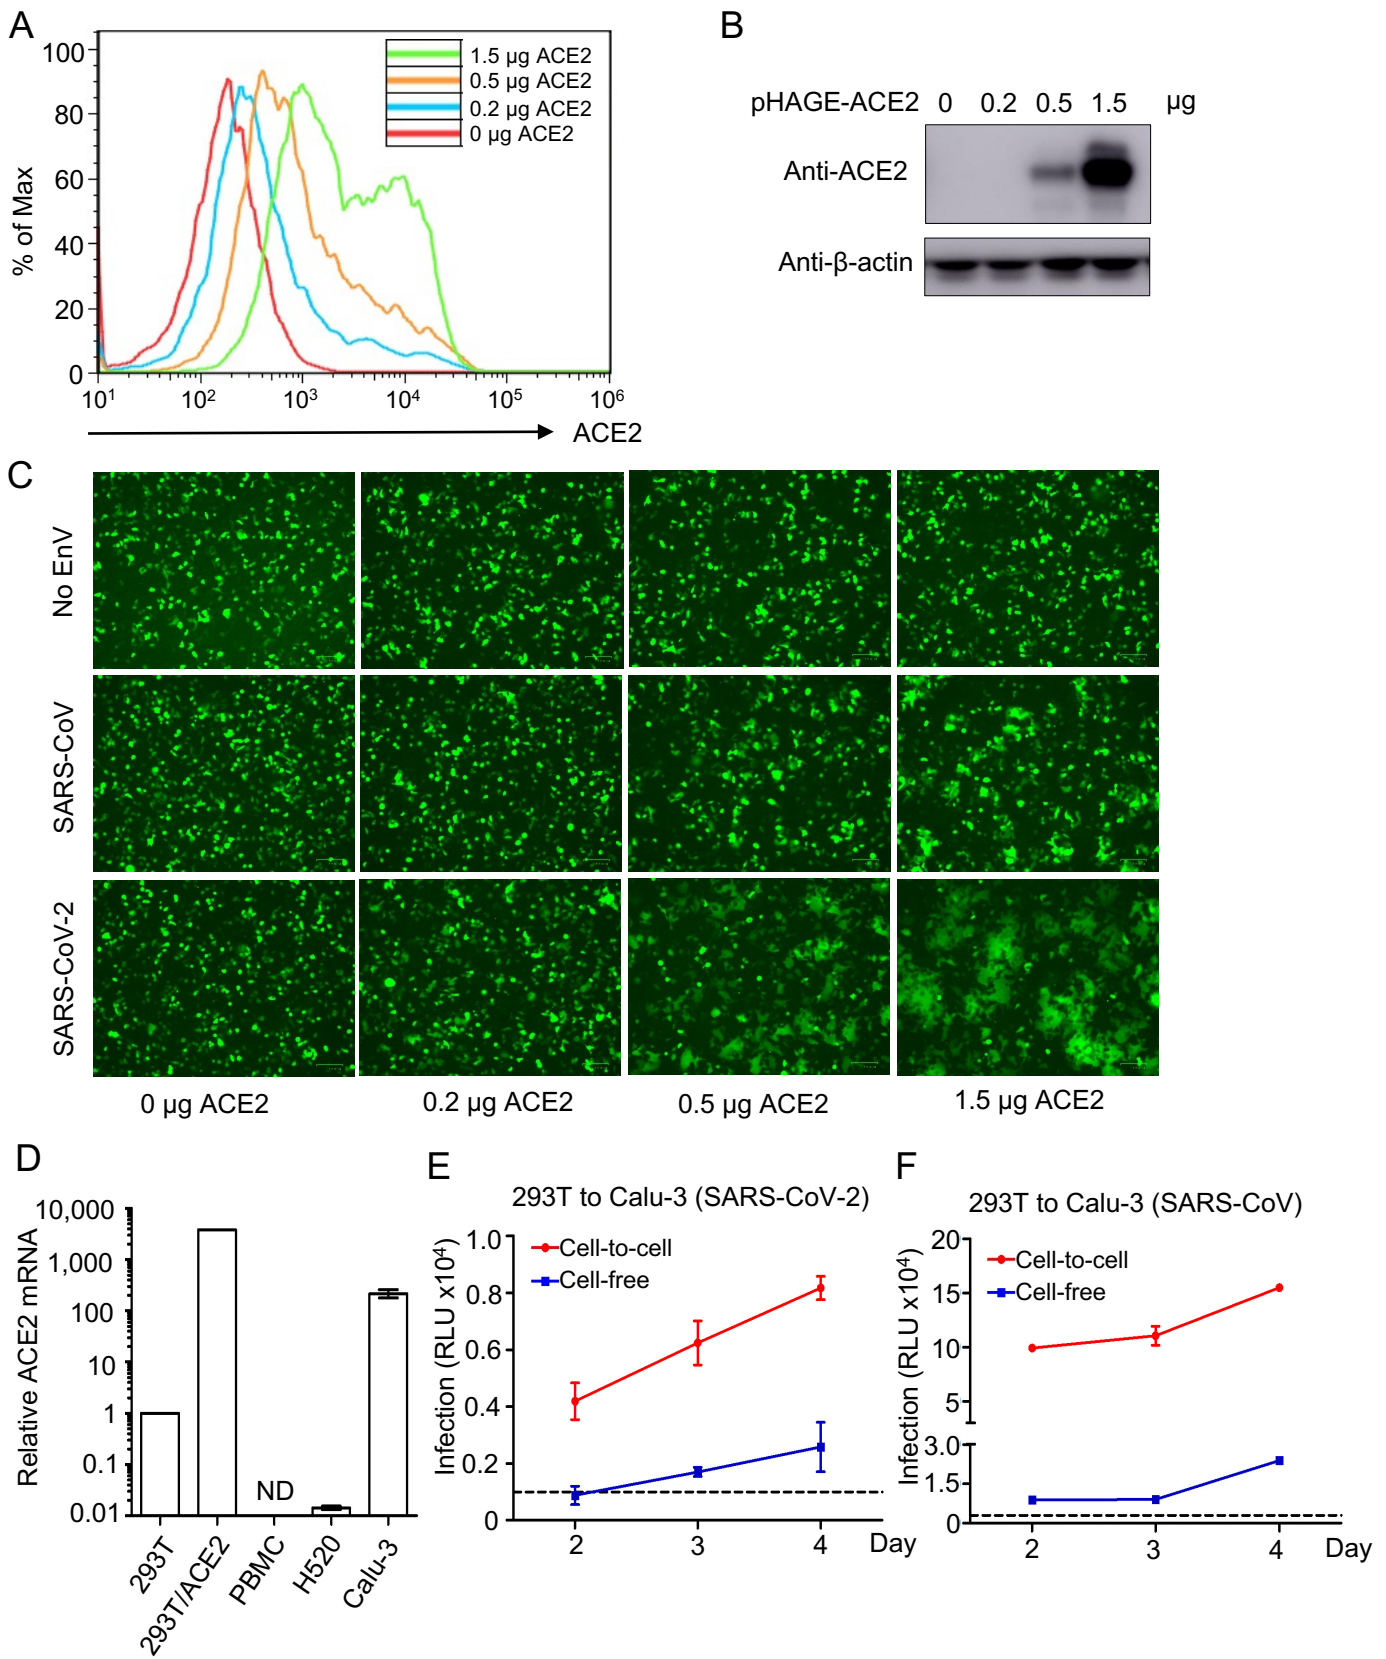 A
100
80
60
40
20
0
% of Max
1.5 µg ACE2
0.5 µg ACE2
0.2 µg ACE2
0 µg ACE2
10¹ 10² 10³ 10⁴ 10⁵ 10⁶
ACE2
B
pHAGE-ACE2 0 0.2 0.5 1.5 µg
Anti-ACE2
Anti-β-actin
C
No EnV
SARS-CoV
SARS-CoV-2
0 µg ACE2 0.2 µg ACE2 0.5 µg ACE2 1.5 µg ACE2
D
Relative ACE2 mRNA
10,000
1,000
100
10
1
0.1
0.01
ND
293T
293T/ACE2
PBMC
H520
Calu-3
E
293T to Calu-3 (SARS-CoV-2)
Infection (RLU x10⁴)
1.0
0.8
0.6
0.4
0.2
0
Cell-to-cell
Cell-free
2 3 4 Day
F
293T to Calu-3 (SARS-CoV)
Infection (RLU x10⁴)
20
15
10
5
3.0
1.5
0
Cell-to-cell
Cell-free
2 3 4 Day